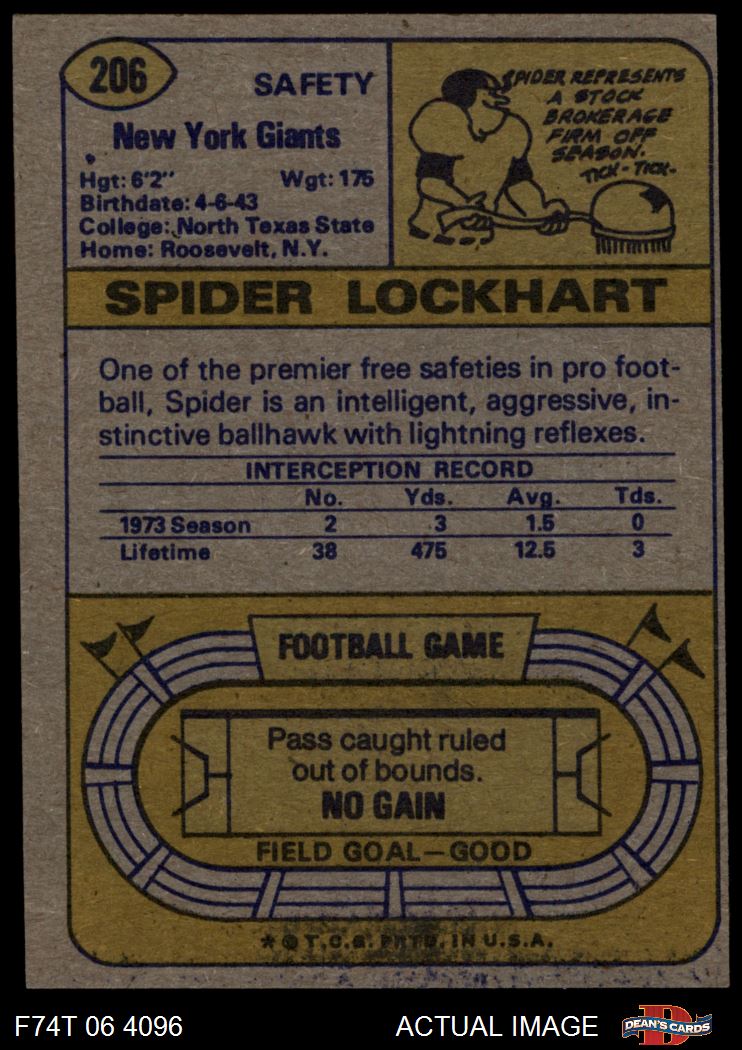 206
SAFETY
New York Giants
Hgt: 6'2" Wgt: 175
Birthdate: 4-6-43
College: North Texas State
Home: Roosevelt, N.Y.
SPIDER REPRESENTS
A STOCK
BROKERAGE
FIRM OFF
SEASON.
TICK-TICK-
SPIDER LOCKHART
One of the premier free safeties in pro foot-
ball, Spider is an intelligent, aggressive, in-
stinctive ballhawk with lightning reflexes.
INTERCEPTION RECORD
No. Yds. Avg. Tds.
1973 Season 2 3 1.5 0
Lifetime 38 475 12.5 3
FOOTBALL GAME
Pass caught ruled
out of bounds.
NO GAIN
FIELD GOAL—GOOD
* © T.C.G. PRTD. IN U.S.A.
F74T 06 4096 ACTUAL IMAGE DEAN'S CARDS